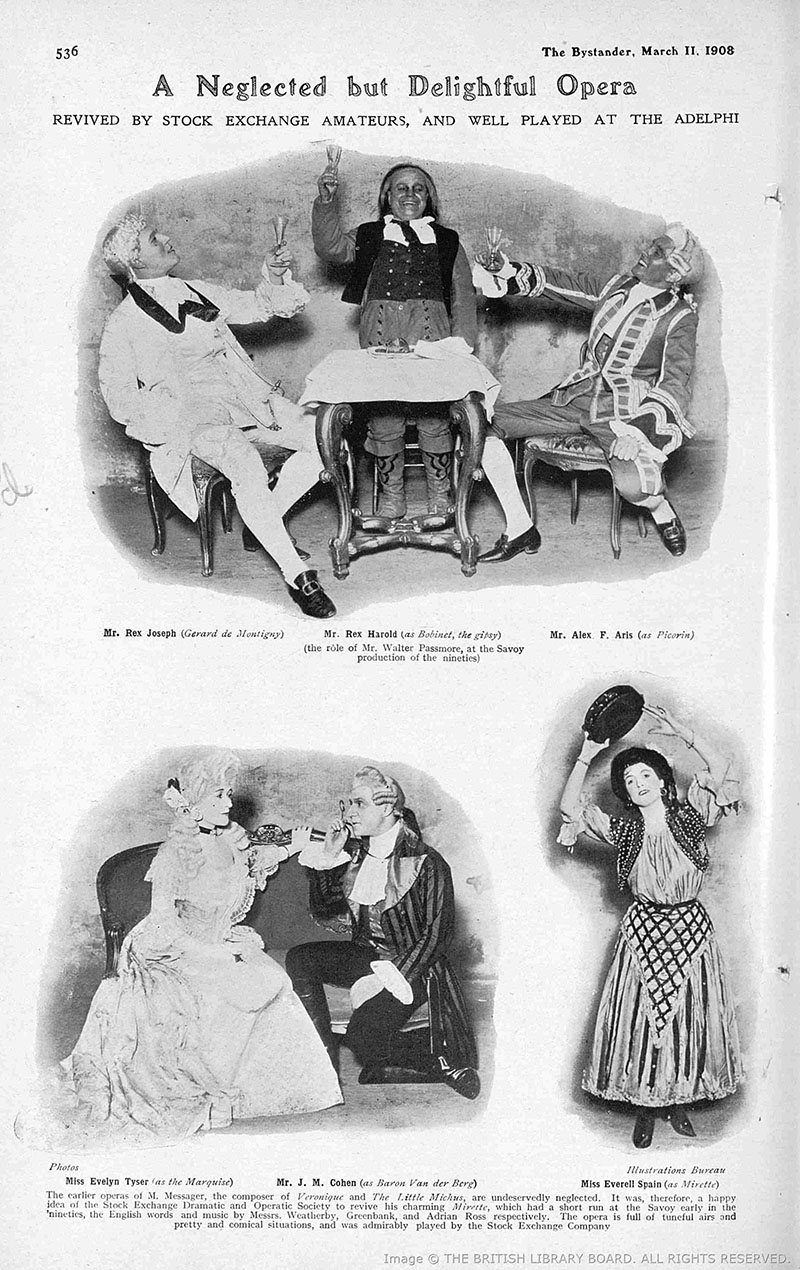 536
The Bystander, March 11, 1908
A Neglected but Delightful Opera
REVIVED BY STOCK EXCHANGE AMATEURS, AND WELL PLAYED AT THE ADELPHI
Mr. Rex Joseph (Gerard de Montigny)
Mr. Rex Harold (as Bobinet, the gipsy)
(the rôle of Mr. Walter Passmore, at the Savoy
production of the nineties)
Mr. Alex F. Aris (as Picorin)
Photos
Illustrations Bureau
Miss Evelyn Tyser (as the Marquise)
Mr. J. M. Cohen (as Baron Van der Berg)
Miss Everell Spain (as Mirette)
The earlier operas of M. Messager, the composer of Veronique and The Little Michus, are undeservedly neglected. It was, therefore, a happy
idea of the Stock Exchange Dramatic and Operatic Society to revive his charming Mirette, which had a short run at the Savoy early in the
'nineties, the English words and music by Messrs. Weatherby, Greenbank, and Adrian Ross respectively. The opera is full of tuneful airs and
pretty and comical situations, and was admirably played by the Stock Exchange Company
Image © THE BRITISH LIBRARY BOARD. ALL RIGHTS RESERVED.